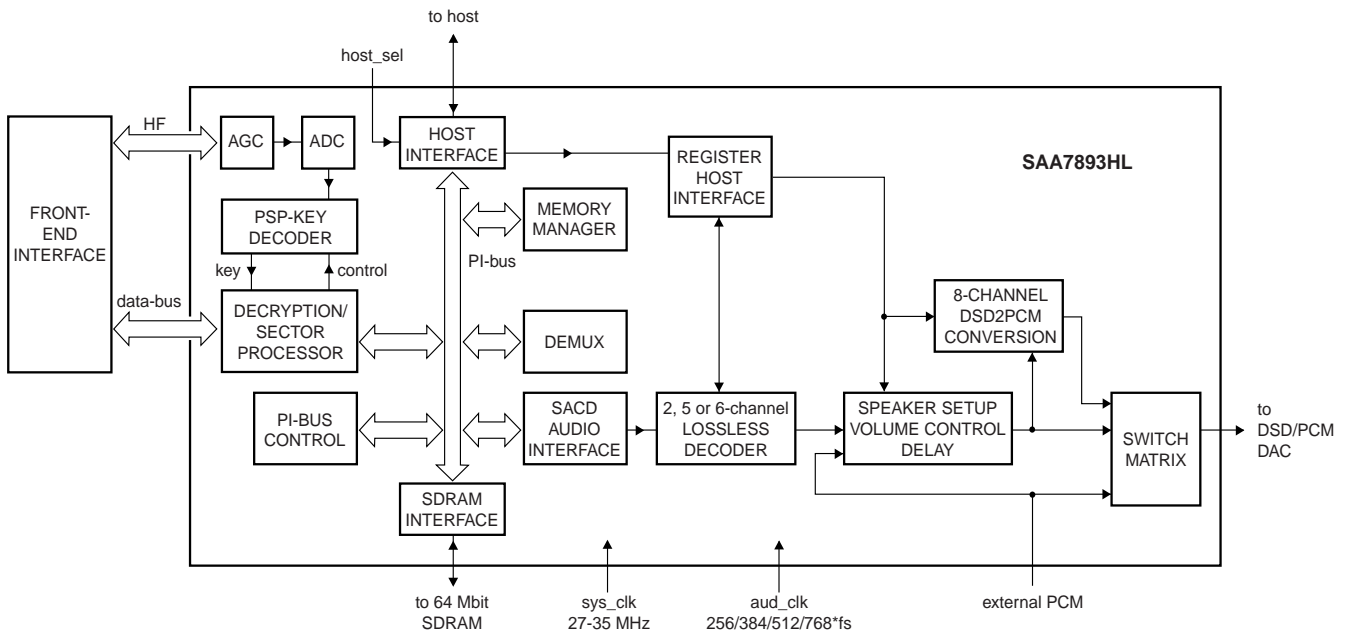 to host
host_sel
HF
AGC
ADC
HOST
INTERFACE
REGISTER
HOST
INTERFACE
SAA7893HL
FRONT-
END
INTERFACE
PSP-KEY
DECODER
MEMORY
MANAGER
key
control
PI-bus
data-bus
DECRYPTION/
SECTOR
PROCESSOR
DEMUX
8-CHANNEL
DSD2PCM
CONVERSION
PI-BUS
CONTROL
SACD
AUDIO
INTERFACE
2, 5 or 6-channel
LOSSLESS
DECODER
SPEAKER SETUP
VOLUME CONTROL
DELAY
SWITCH
MATRIX
to
DSD/PCM
DAC
SDRAM
INTERFACE
to 64 Mbit
SDRAM
sys_clk
27-35 MHz
aud_clk
256/384/512/768*fs
external PCM